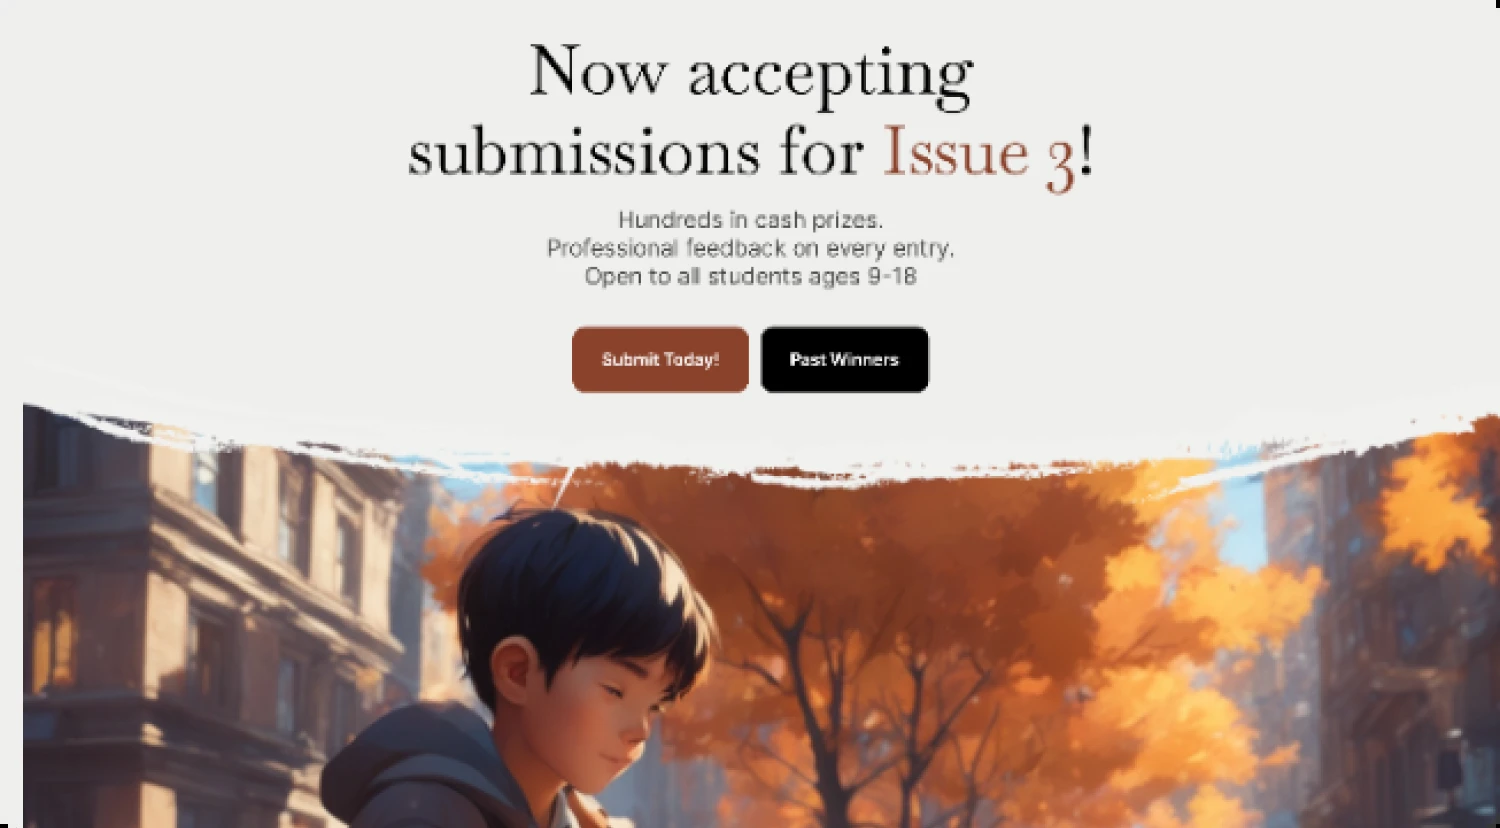 Now accepting
submissions for Issue 3!
Hundreds in cash prizes.
Professional feedback on every entry.
Open to all students ages 9-18
Submit Today!
Past Winners